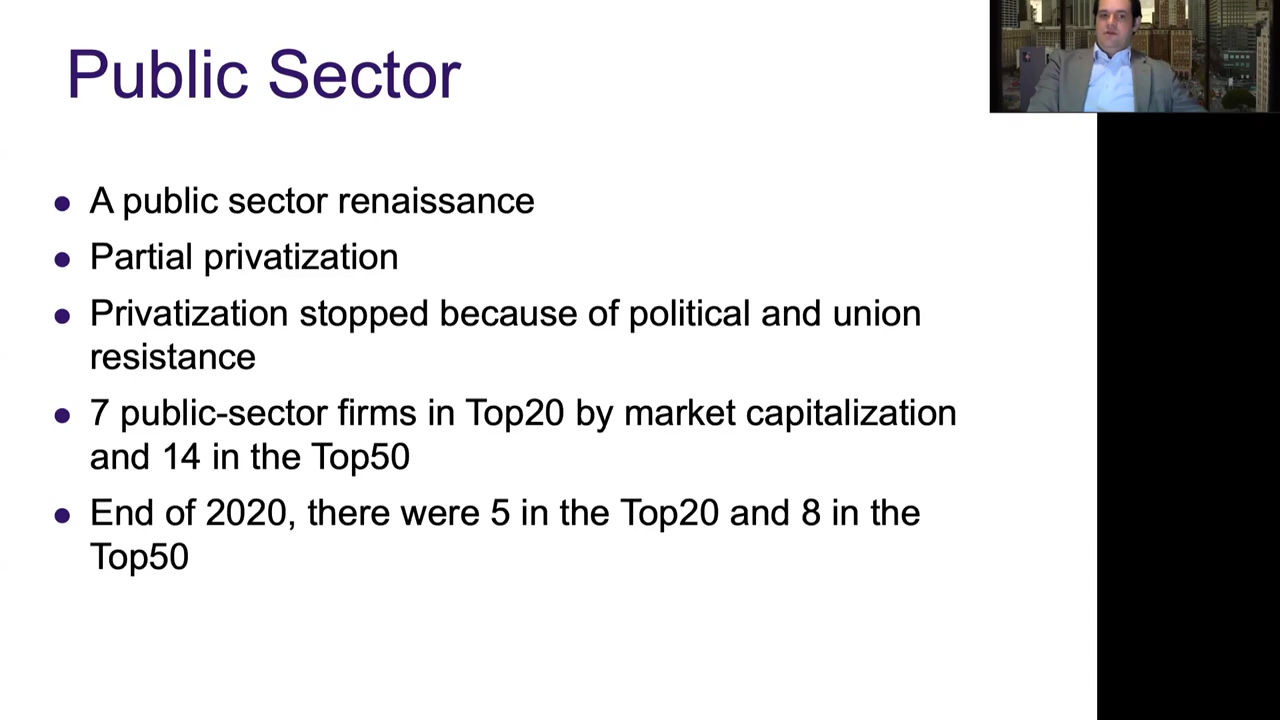 Public Sector
● A public sector renaissance
● Partial privatization
● Privatization stopped because of political and union
resistance
● 7 public-sector firms in Top20 by market capitalization
and 14 in the Top50
● End of 2020, there were 5 in the Top20 and 8 in the
Top50